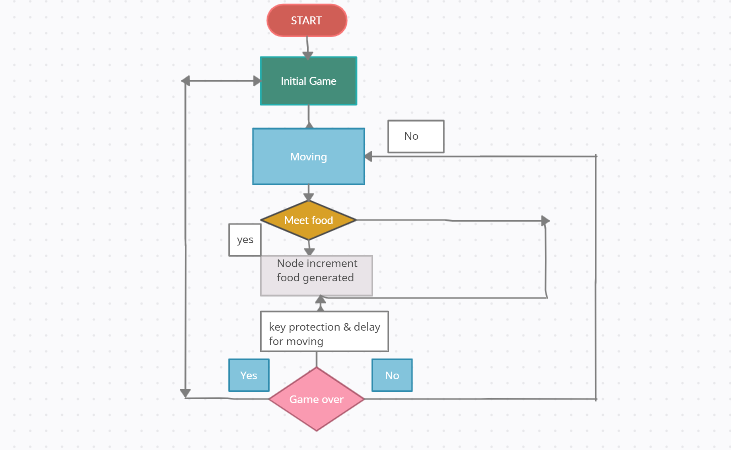 START
Initial Game
No
Moving
Meet food
yes
Node increment
food generated
key protection & delay
for moving
Yes
No
Game over